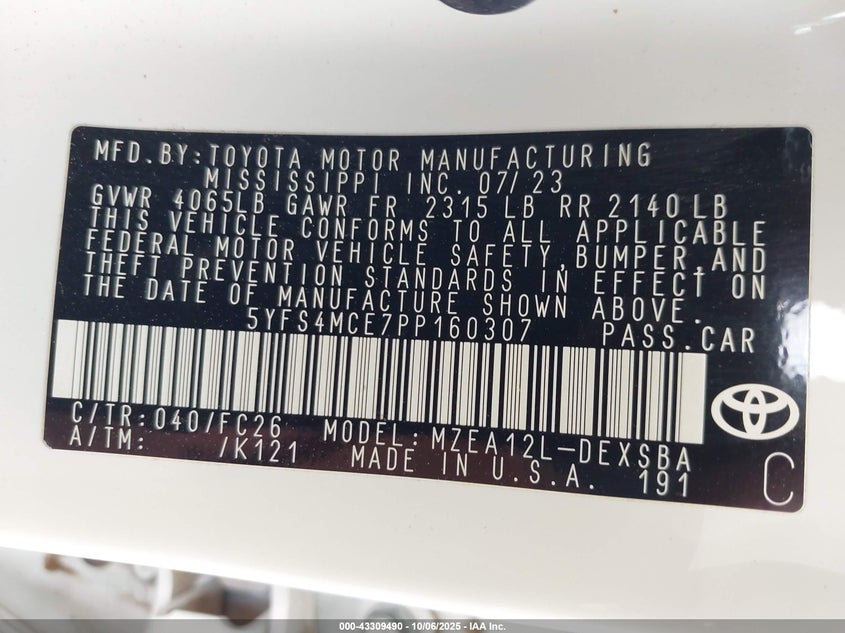 MFD.BY:TOYOTA MOTOR MANUFACTURING
MISSISSIPPI INC. 07/23
GVWR 4065LB GAWR FR 2315 LB RR 2140LB
THIS VEHICLE CONFORMS TO ALL APPLICABLE
FEDERAL MOTOR VEHICLE SAFETY,BUMPER,AND
THEFT PREVENTION STANDARDS IN EFFECT ON
THE DATE OF MANUFACTURE SHOWN ABOVE.
5YFS4MCE7PP160307 PASS.CAR
C/TR:040/FC26 MODEL:MZEA12L-DEXSBA
A/TM: /K121 MADE IN U.S.A. 191
C
000-43309490 - 10/06/2025 - IAA Inc.